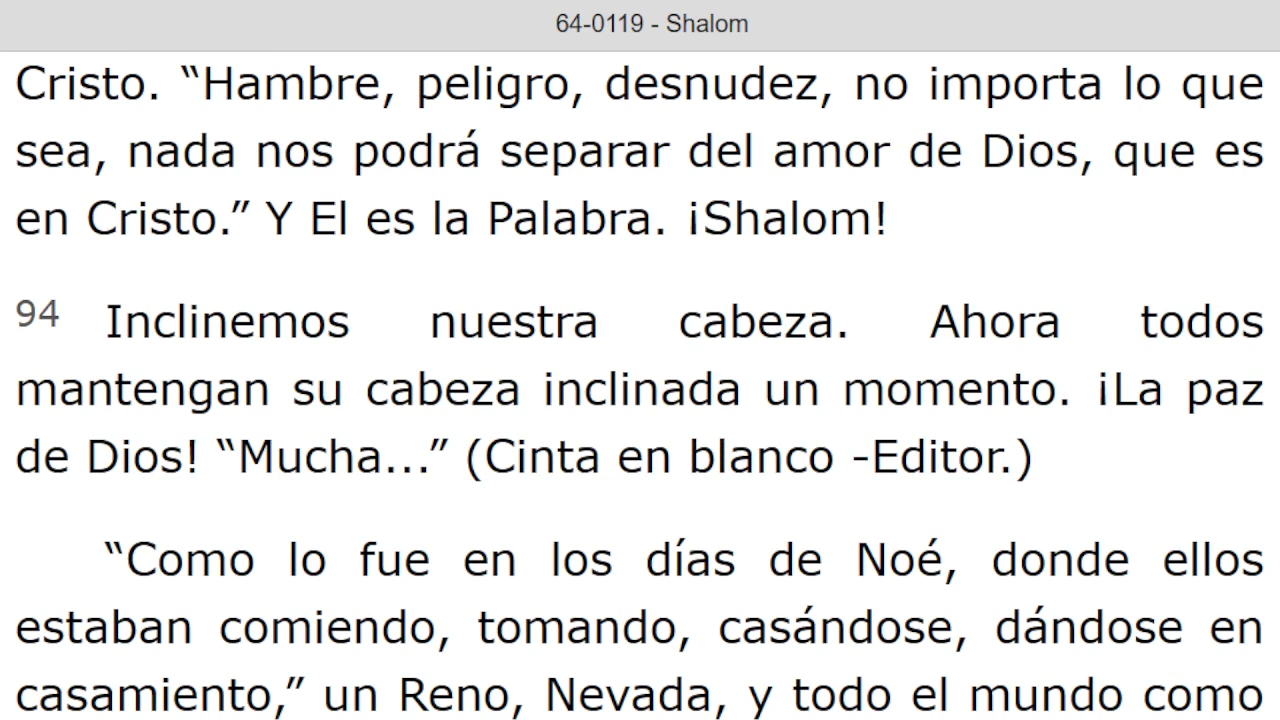 64-0119 - Shalom
Cristo. “Hambre, peligro, desnudez, no importa lo que
sea, nada nos podrá separar del amor de Dios, que es
en Cristo.” Y El es la Palabra. ¡Shalom!
94 Inclinemos nuestra cabeza. Ahora todos
mantengan su cabeza inclinada un momento. ¡La paz
de Dios! “Mucha...” (Cinta en blanco -Editor.)
“Como lo fue en los días de Noé, donde ellos
estaban comiendo, tomando, casándose, dándose en
casamiento,” un Reno, Nevada, y todo el mundo como